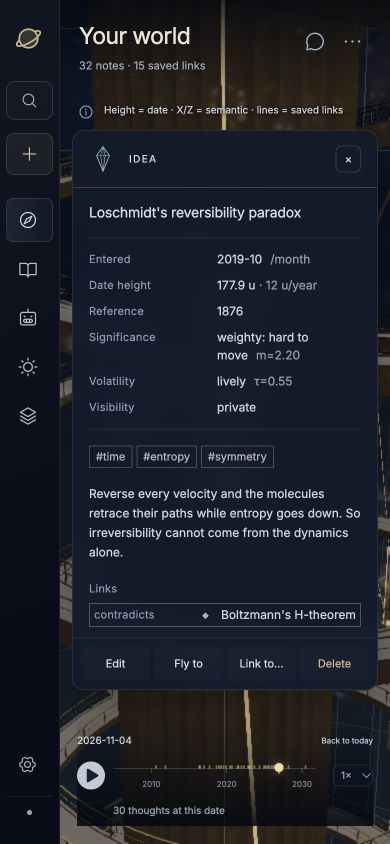 Your world
32 notes · 15 saved links
Height = date · X/Z = semantic · lines = saved links
IDEA
×
Loschmidt's reversibility paradox
Entered 2019-10 /month
Date height 177.9 u · 12 u/year
Reference 1876
Significance weighty: hard to
move m=2.20
Volatility lively τ=0.55
Visibility private
#time #entropy #symmetry
Reverse every velocity and the molecules
retrace their paths while entropy goes down. So
irreversibility cannot come from the dynamics
alone.
Links
contradicts ◆ Boltzmann's H-theorem
Edit Fly to Link to... Delete
2026-11-04 Back to today
1×
2010 2020 2030
30 thoughts at this date